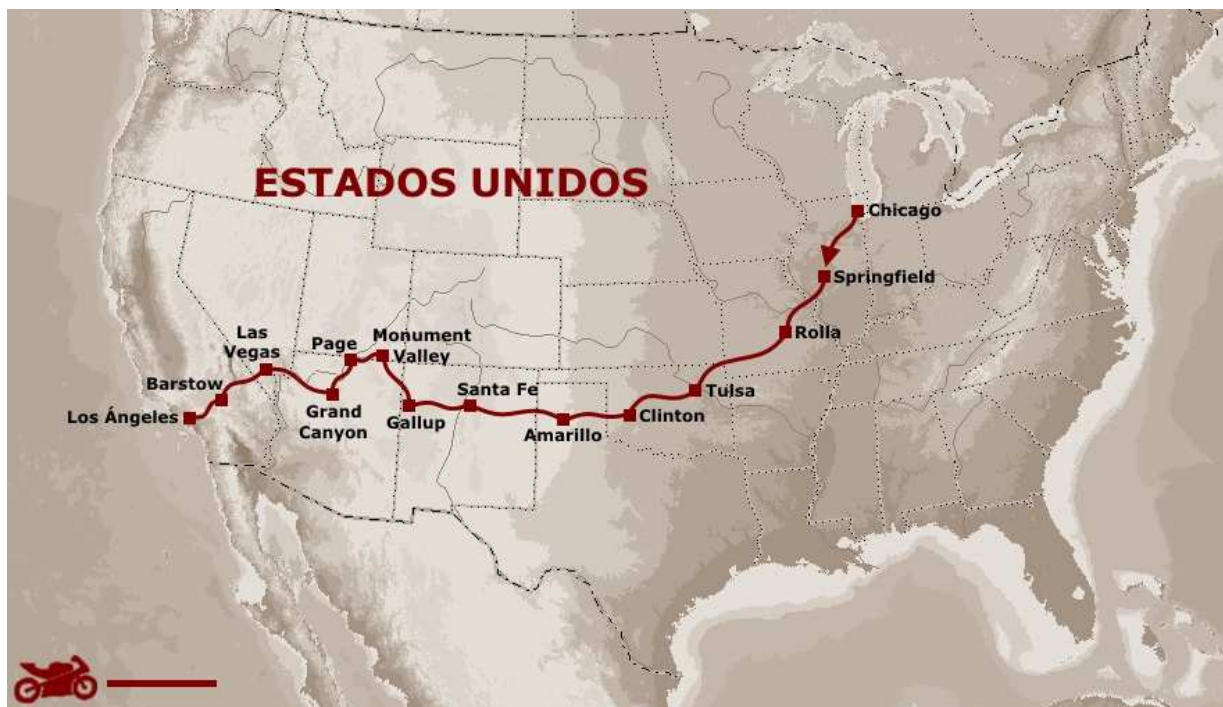 ESTADOS UNIDOS
Chicago
Springfield
Rolla
Tulsa
Clinton
Amarillo
Santa Fe
Gallup
Monument
Valley
Page
Grand
Canyon
Las
Vegas
Barstow
Los Ángeles